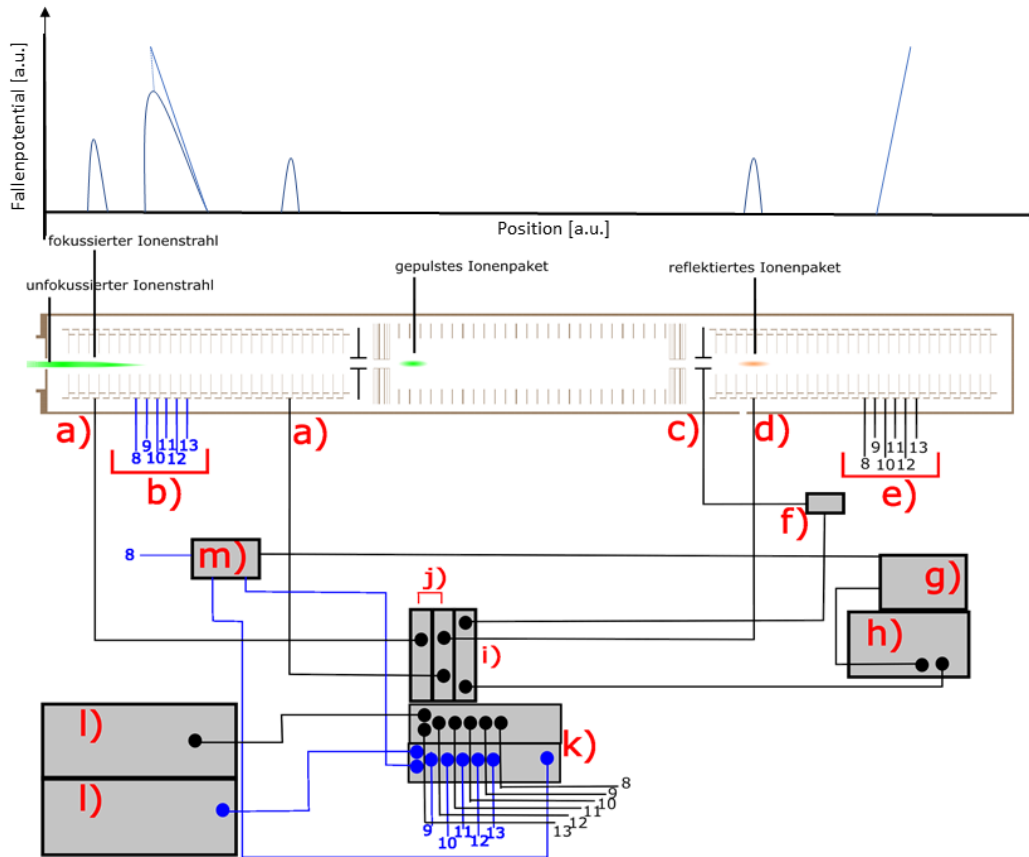 Fallenpotential [a.u.]
Position [a.u.]
fokussierter Ionenstrahl
unfokussierter Ionenstrahl
gepulstes Ionenpaket
reflektiertes Ionenpaket
a)
a)
c)
d)
8 9 10 11 12 13
b)
8 9 10 11 12 13
e)
f)
8
m)
g)
j)
h)
i)
l)
k)
l)
8
9
10
11
12
13
9 10 11 12 13